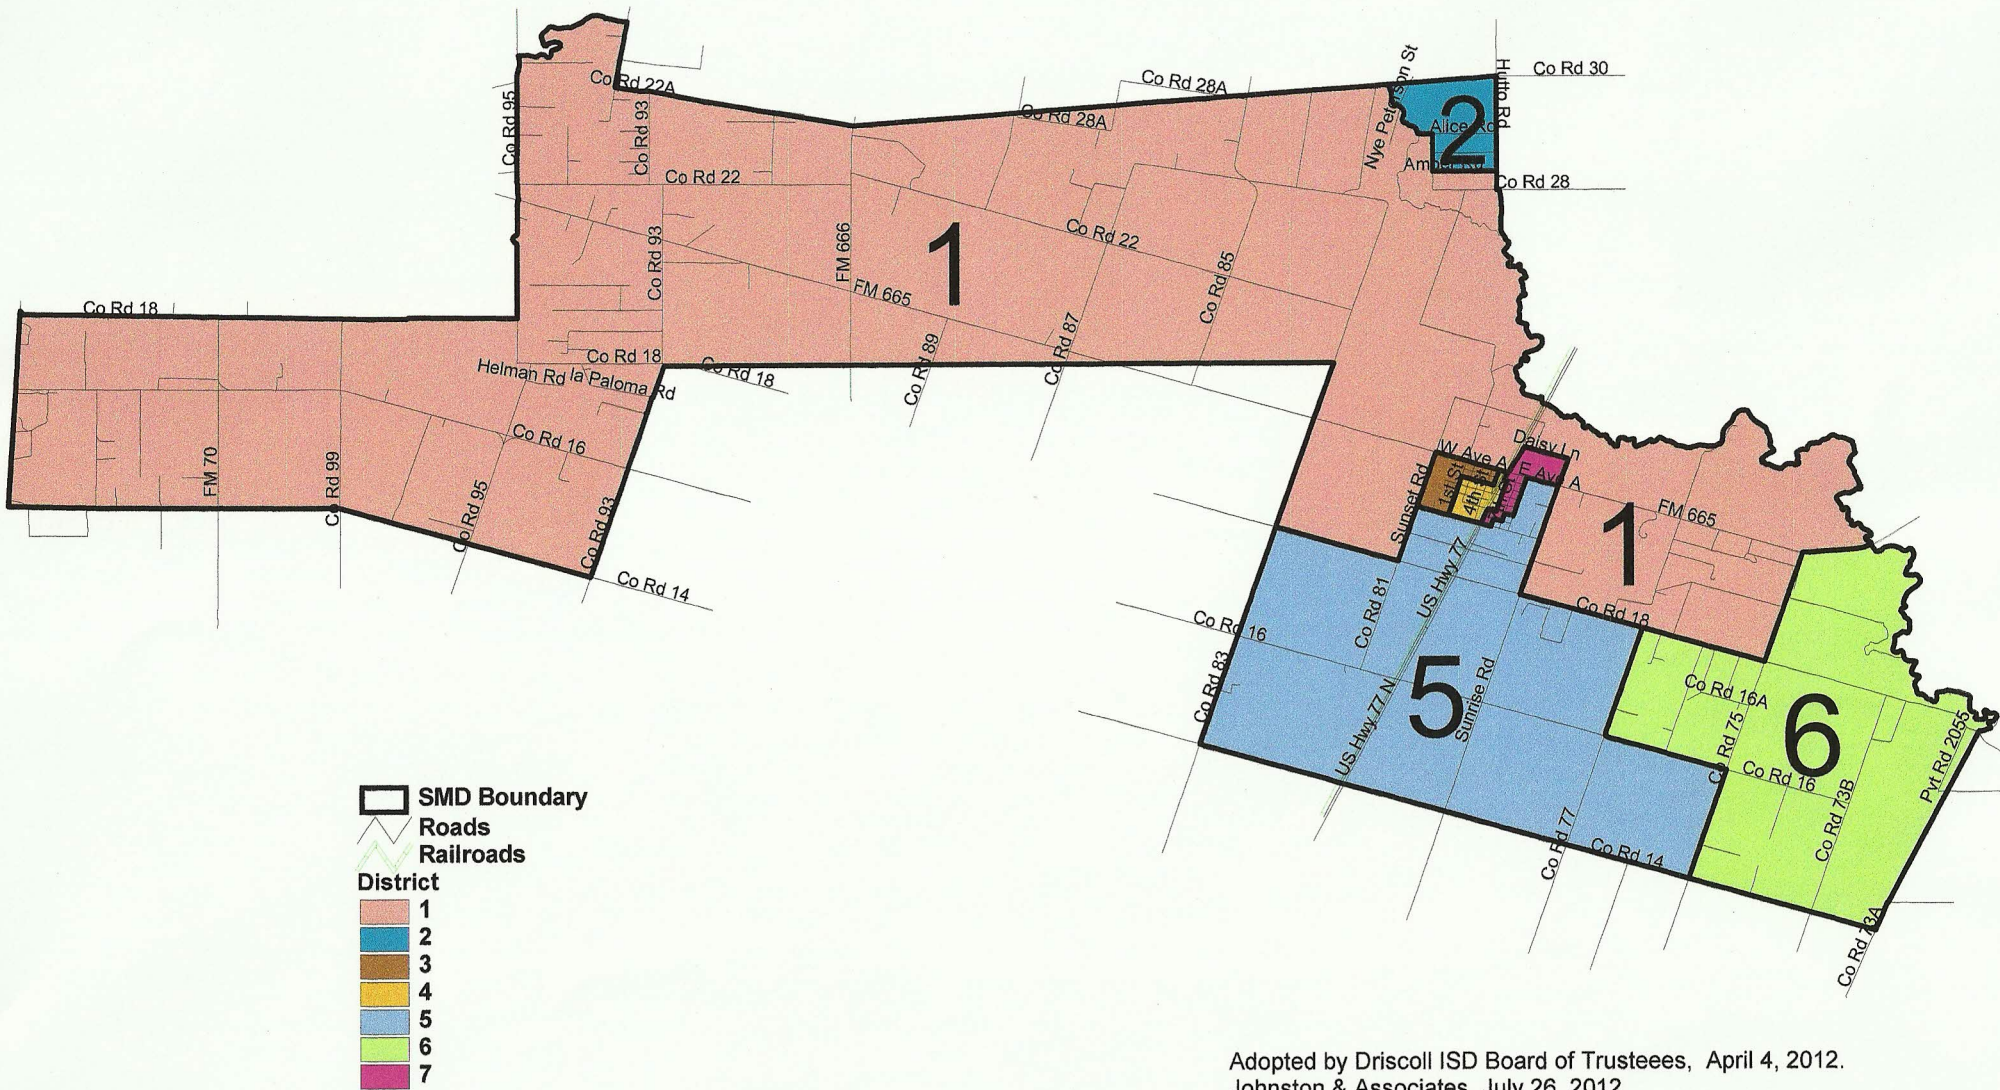 Co Rd 30
Co Rd 22A
Co Rd 28A
Co Rd 28A
Nye Peterson St
Hutto Rd
Co Rd 95
Co Rd 93
2
Alice Rd
Amber Rd
Co Rd 28
Co Rd 22
Co Rd 93
FM 666
1
Co Rd 22
Co Rd 85
FM 665
Co Rd 18
Co Rd 18
Co Rd 18
Co Rd 89
Co Rd 87
Helman Rd
la Paloma Rd
Co Rd 16
FM 70
Co Rd 99
Co Rd 95
Co Rd 93
Co Rd 14
Daisy Ln
W Ave A
E Ave A
Sunset Rd
1st St
4th St
FM 665
1
US Hwy 77
Co Rd 81
Co Rd 18
Co Rd 16
Co Rd 83
5
Sunrise Rd
US Hwy 77 N
Co Rd 16A
Co Rd 75
6
Co Rd 16
Co Rd 73B
Pvt Rd 2055
Co Rd 77
Co Rd 14
Co Rd 73A
SMD Boundary
Roads
Railroads
District
1
2
3
4
5
6
7
Adopted by Driscoll ISD Board of Trusteees, April 4, 2012.
Johnston & Associates, July 26, 2012